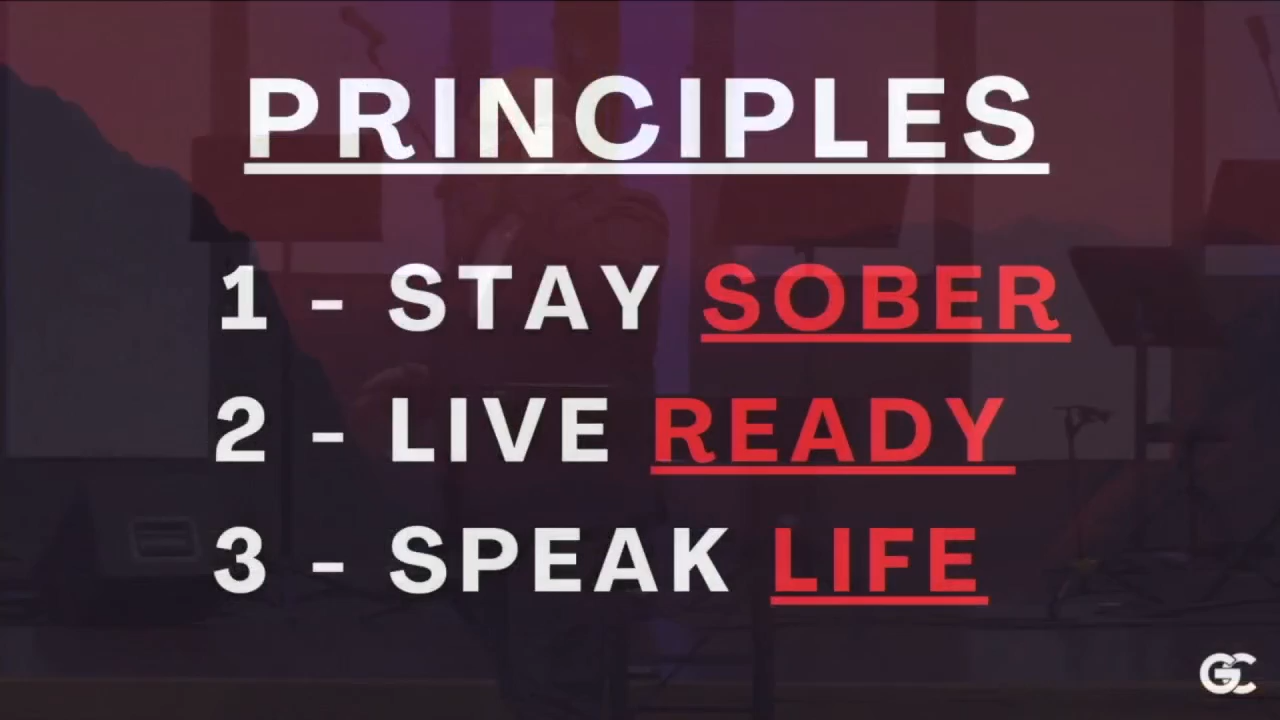 PRINCIPLES
1 - STAY SOBER
2 - LIVE READY
3 - SPEAK LIFE
GC